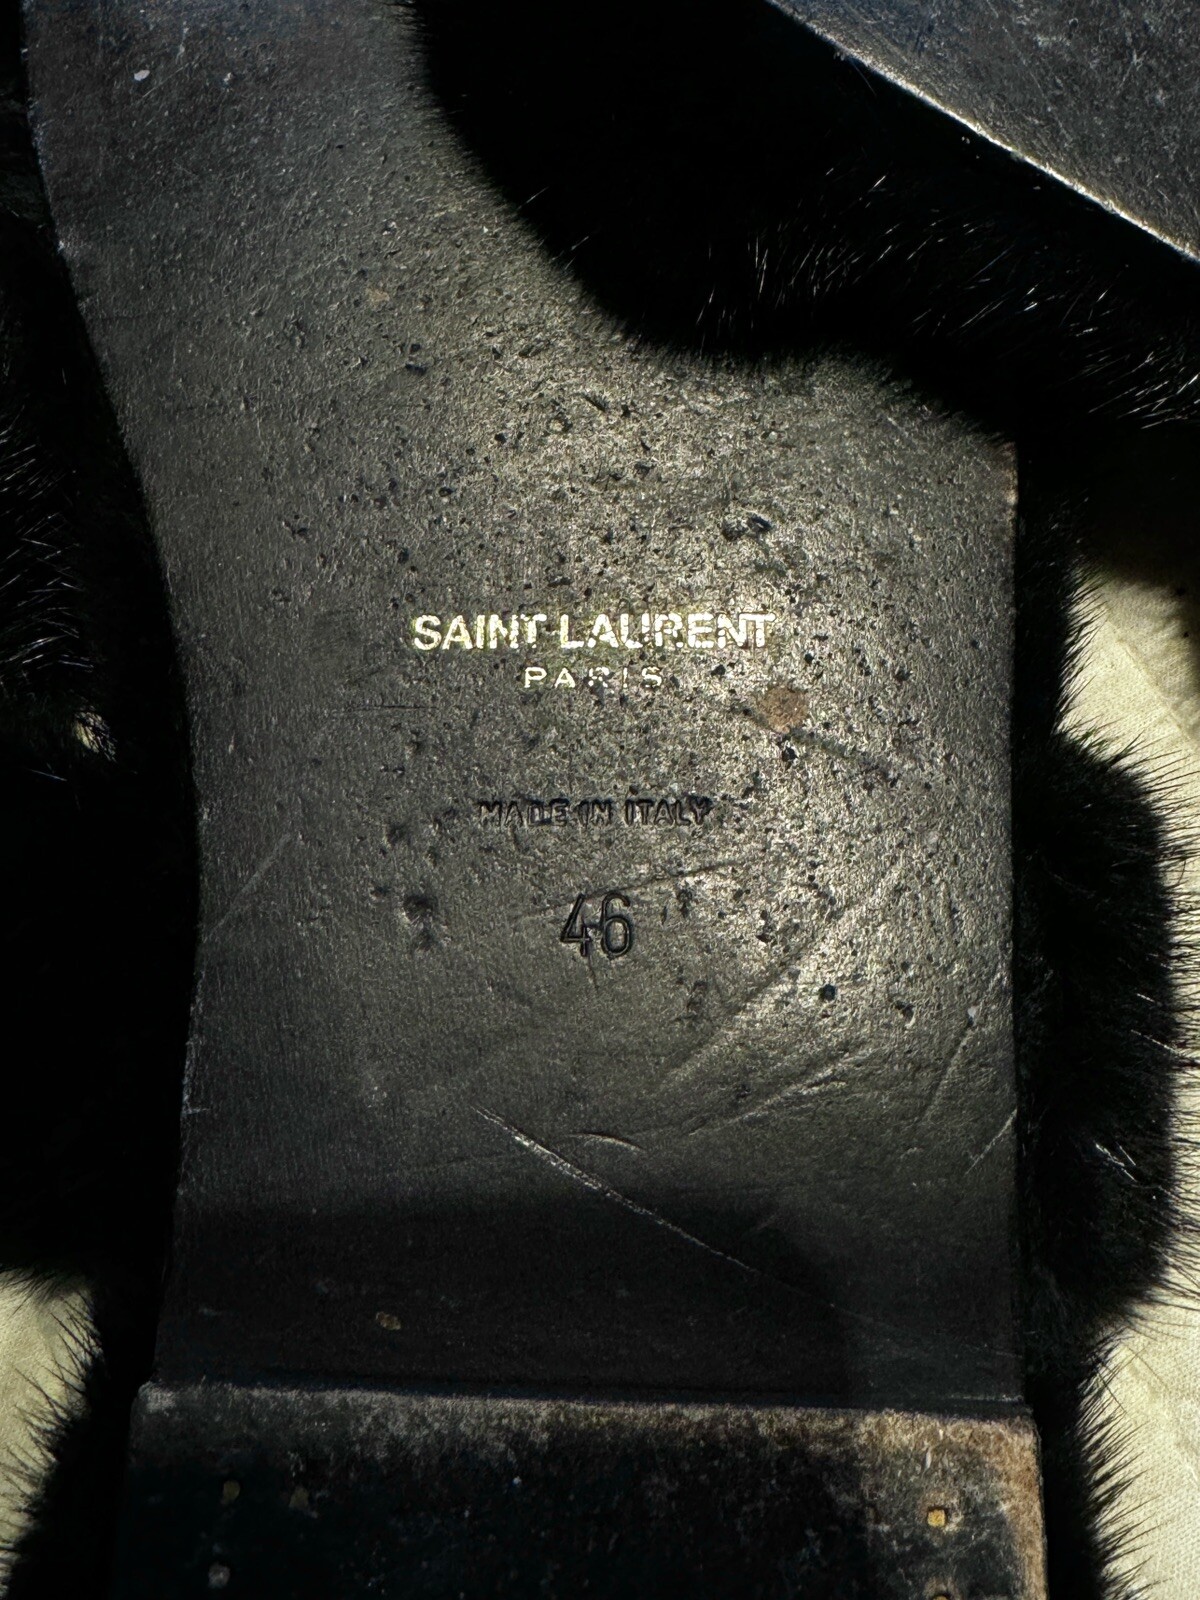 SAINT LAURENT
PARIS
MADE IN ITALY
46